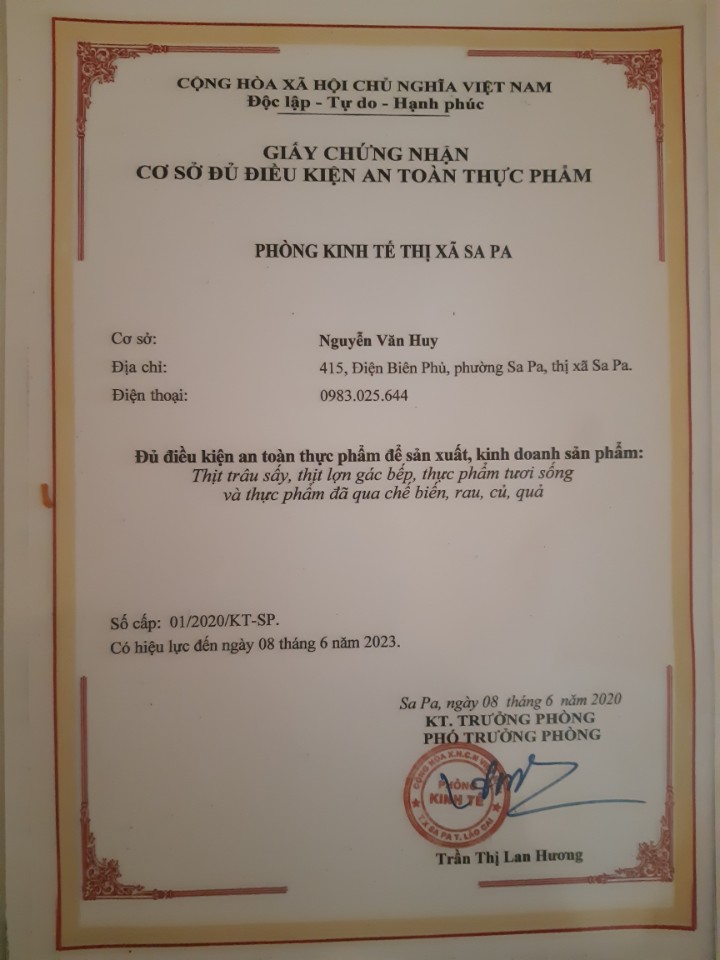 CỘNG HÒA XÃ HỘI CHỦ NGHĨA VIỆT NAM
Độc lập - Tự do - Hạnh phúc
GIẤY CHỨNG NHẬN
CƠ SỞ ĐỦ ĐIỀU KIỆN AN TOÀN THỰC PHẨM
PHÒNG KINH TẾ THỊ XÃ SA PA
Cơ sở: Nguyễn Văn Huy
Địa chỉ: 415, Điện Biên Phủ, phường Sa Pa, thị xã Sa Pa.
Điện thoại: 0983.025.644
Đủ điều kiện an toàn thực phẩm để sản xuất, kinh doanh sản phẩm:
Thịt trâu sấy, thịt lợn gác bếp, thực phẩm tươi sống
và thực phẩm đã qua chế biến, rau, củ, quả
Số cấp: 01/2020/KT-SP.
Có hiệu lực đến ngày 08 tháng 6 năm 2023.
Sa Pa, ngày 08 tháng 6 năm 2020
KT. TRƯỞNG PHÒNG
PHÓ TRƯỞNG PHÒNG
CỘNG HÒA X.H.C.N
PHÒNG
KINH TẾ
T.X SA PA T. LÀO CAI
Trần Thị Lan Hương